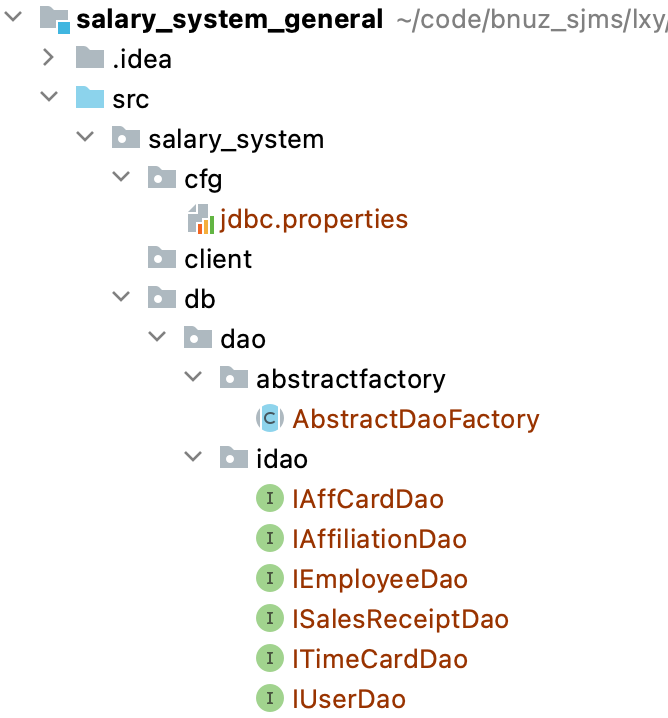 salary_system_general ~/code/bnuz_sjms/lxy/
.idea
src
salary_system
cfg
jdbc.properties
client
db
dao
abstractfactory
C AbstractDaoFactory
idao
I IAffCardDao
I IAffiliationDao
I IEmployeeDao
I ISalesReceiptDao
I ITimeCardDao
I IUserDao